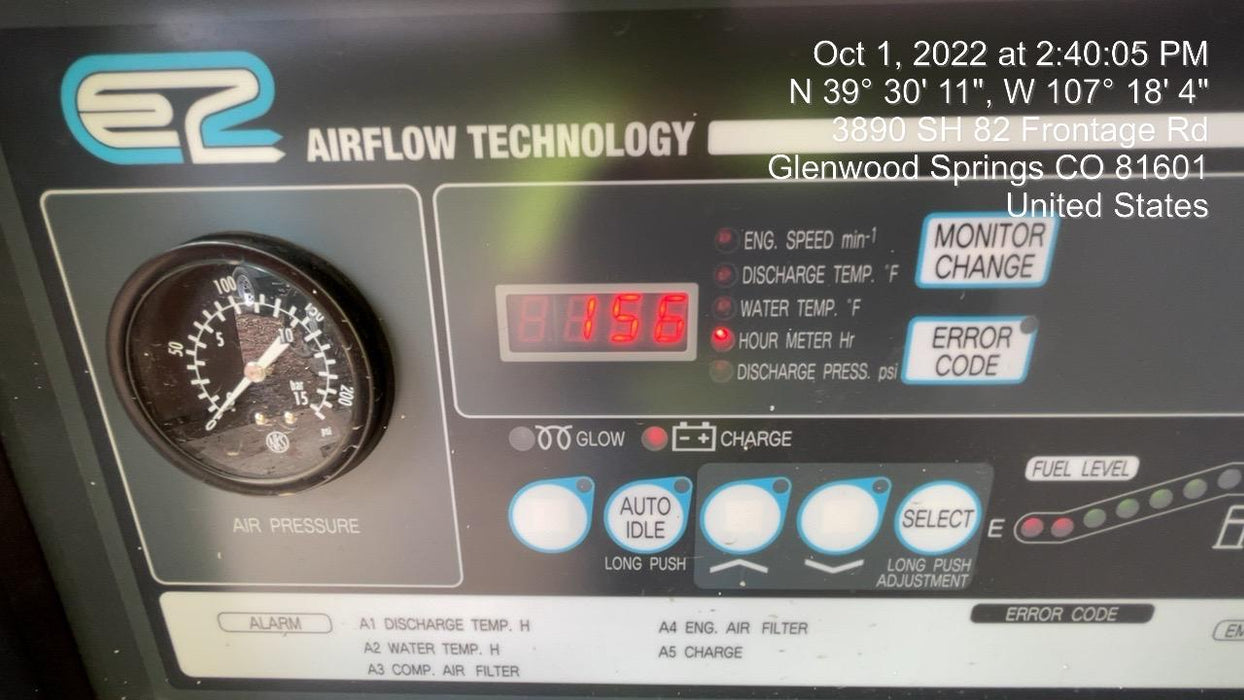 Oct 1, 2022 at 2:40:05 PM
N 39° 30' 11", W 107° 18' 4"
3890 SH 82 Frontage Rd
Glenwood Springs CO 81601
United States
E2 AIRFLOW TECHNOLOGY
0 50 100 200
psi
0 5 10 15
bar
AIR PRESSURE
156
ENG. SPEED min-1
DISCHARGE TEMP. °F
WATER TEMP. °F
HOUR METER Hr
DISCHARGE PRESS. psi
MONITOR
CHANGE
ERROR
CODE
GLOW
CHARGE
AUTO
IDLE
LONG PUSH
SELECT
LONG PUSH
ADJUSTMENT
FUEL LEVEL
E
ALARM
A1 DISCHARGE TEMP. H
A2 WATER TEMP. H
A3 COMP. AIR FILTER
A4 ENG. AIR FILTER
A5 CHARGE
ERROR CODE